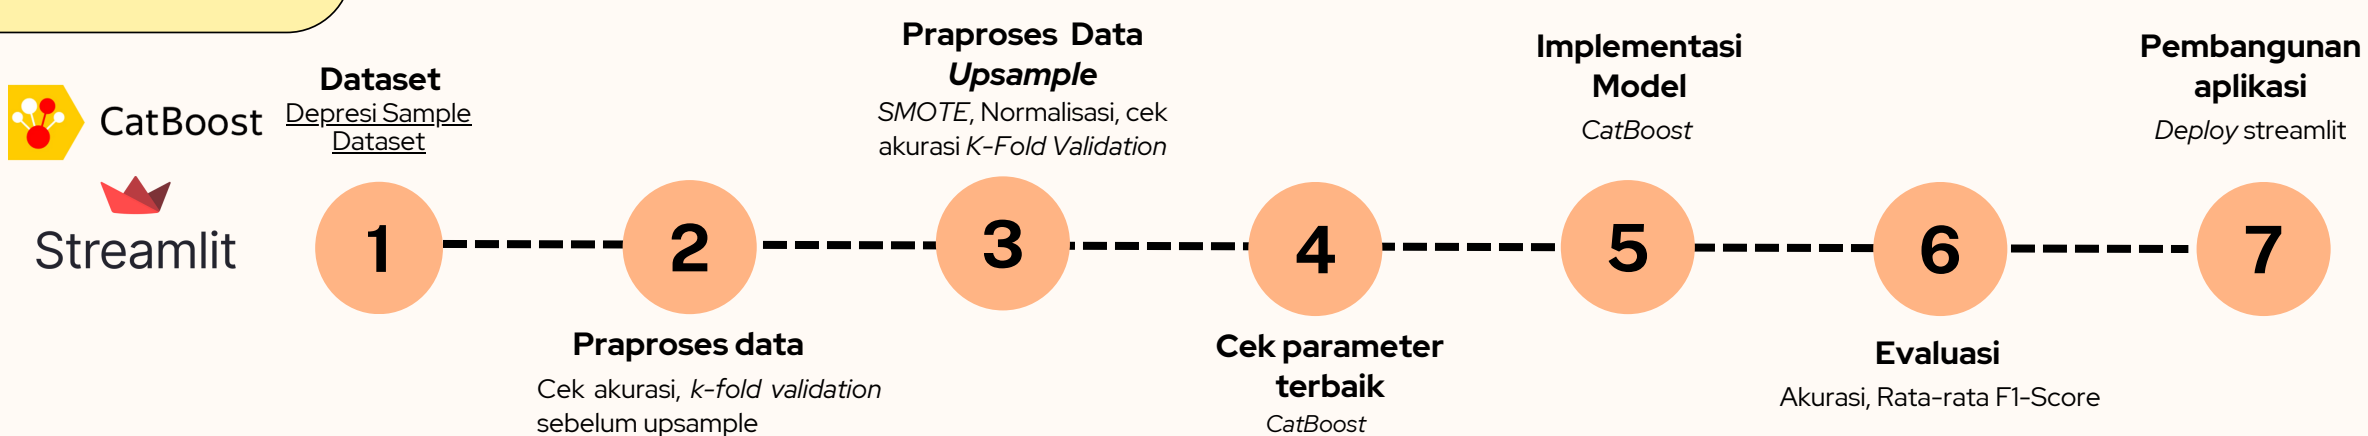 CatBoost
Streamlit
Dataset
Depresi Sample
Dataset
1
2
Praproses data
Cek akurasi, k-fold validation
sebelum upsample
Praproses Data
Upsample
SMOTE, Normalisasi, cek
akurasi K-Fold Validation
3
4
Cek parameter
terbaik
CatBoost
Implementasi
Model
CatBoost
5
6
Evaluasi
Akurasi, Rata-rata F1-Score
Pembangunan
aplikasi
Deploy streamlit
7